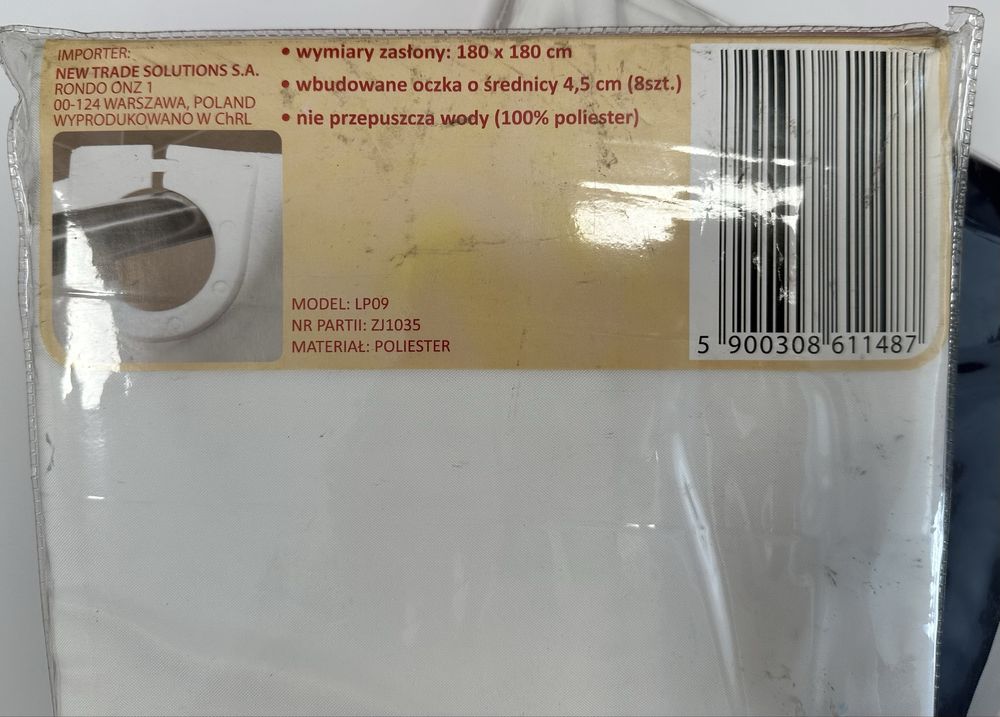 IMPORTER:
NEW TRADE SOLUTIONS S.A.
RONDO ONZ 1
00-124 WARSZAWA, POLAND
WYPRODUKOWANO W ChRL
• wymiary zasłony: 180 x 180 cm
• wbudowane oczka o średnicy 4,5 cm (8szt.)
• nie przepuszcza wody (100% poliester)
MODEL: LP09
NR PARTII: ZJ1035
MATERIAŁ: POLIESTER
5 900308 611487